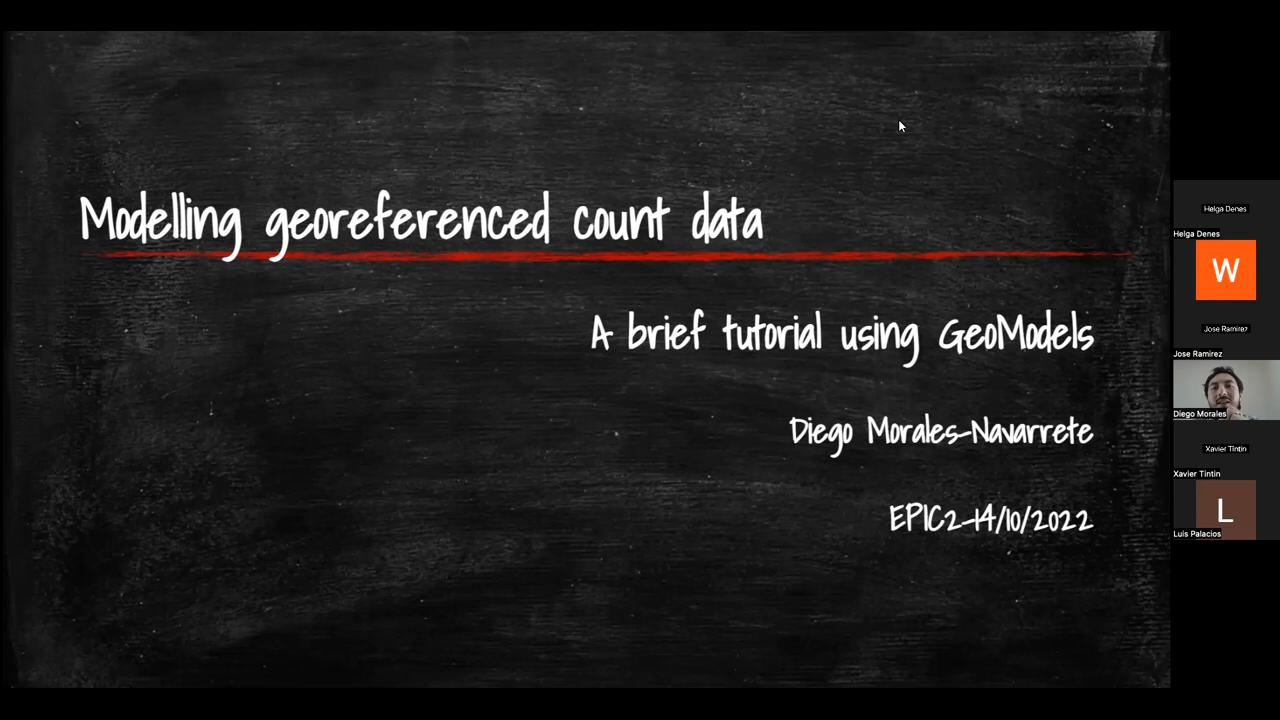 Modelling georeferenced count data
A brief tutorial using GeoModels
Diego Morales-Navarrete
EPIC2-14/10/2022
Helga Denes
Helga Denes
W
Jose Ramirez
Jose Ramirez
Diego Morales
Xavier Tintin
Xavier Tintin
L
Luis Palacios